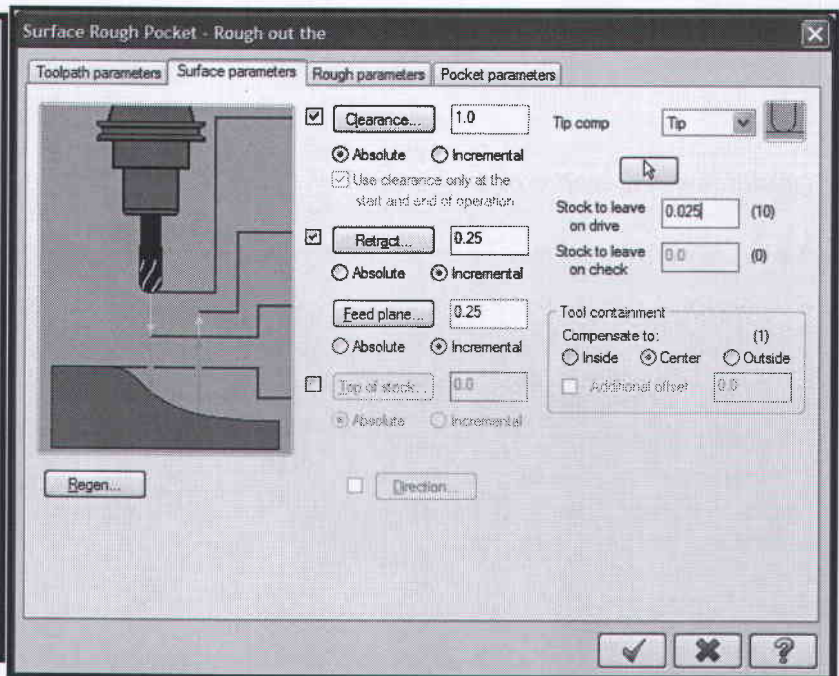 Surface Rough Pocket - Rough out the
Toolpath parameters Surface parameters Rough parameters Pocket parameters
Clearance... 1.0
Absolute Incremental
Use clearance only at the
start and end of operation
Retract... 0.25
Absolute Incremental
Feed plane... 0.25
Absolute Incremental
Top of stock... 0.0
Absolute Incremental
Regen...
Direction...
Tip comp Tip
Stock to leave
on drive 0.025 (10)
Stock to leave
on check 0.0 (0)
Tool containment
Compensate to: (1)
Inside Center Outside
Additional offset 0.0
?